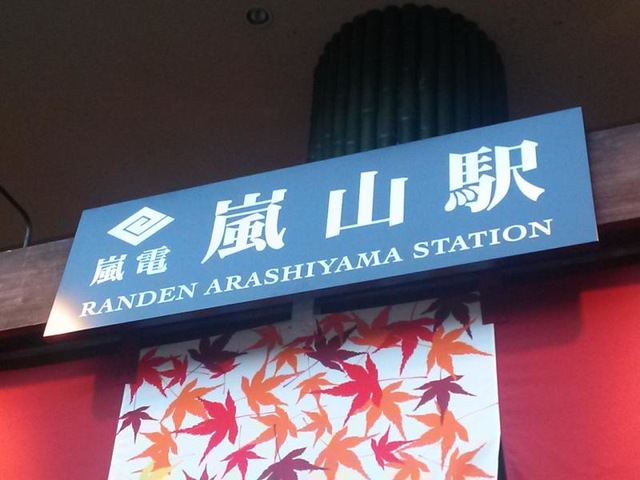 嵐電 嵐山駅
RANDEN ARASHIYAMA STATION